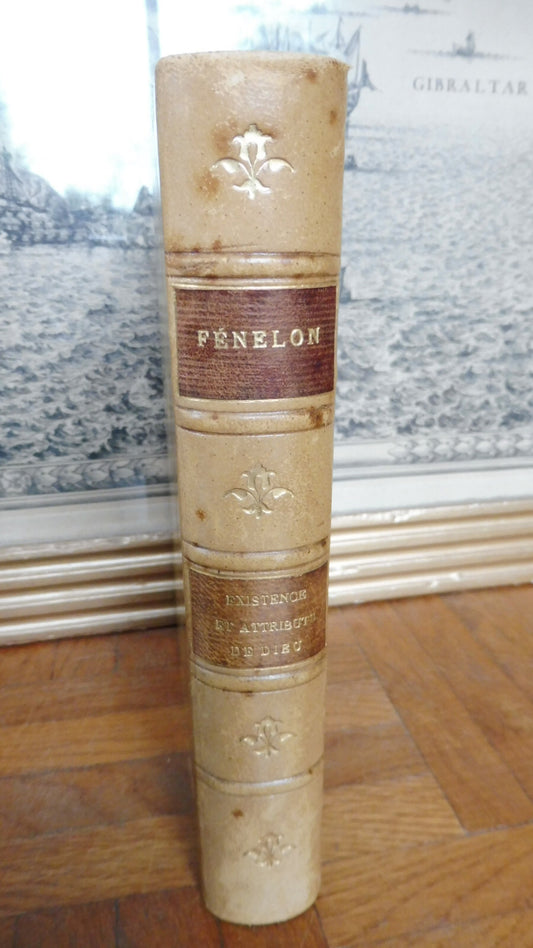 GIBRALTAR
FÉNELON
EXISTENCE
ET ATTRIBUTS
DE DIEU